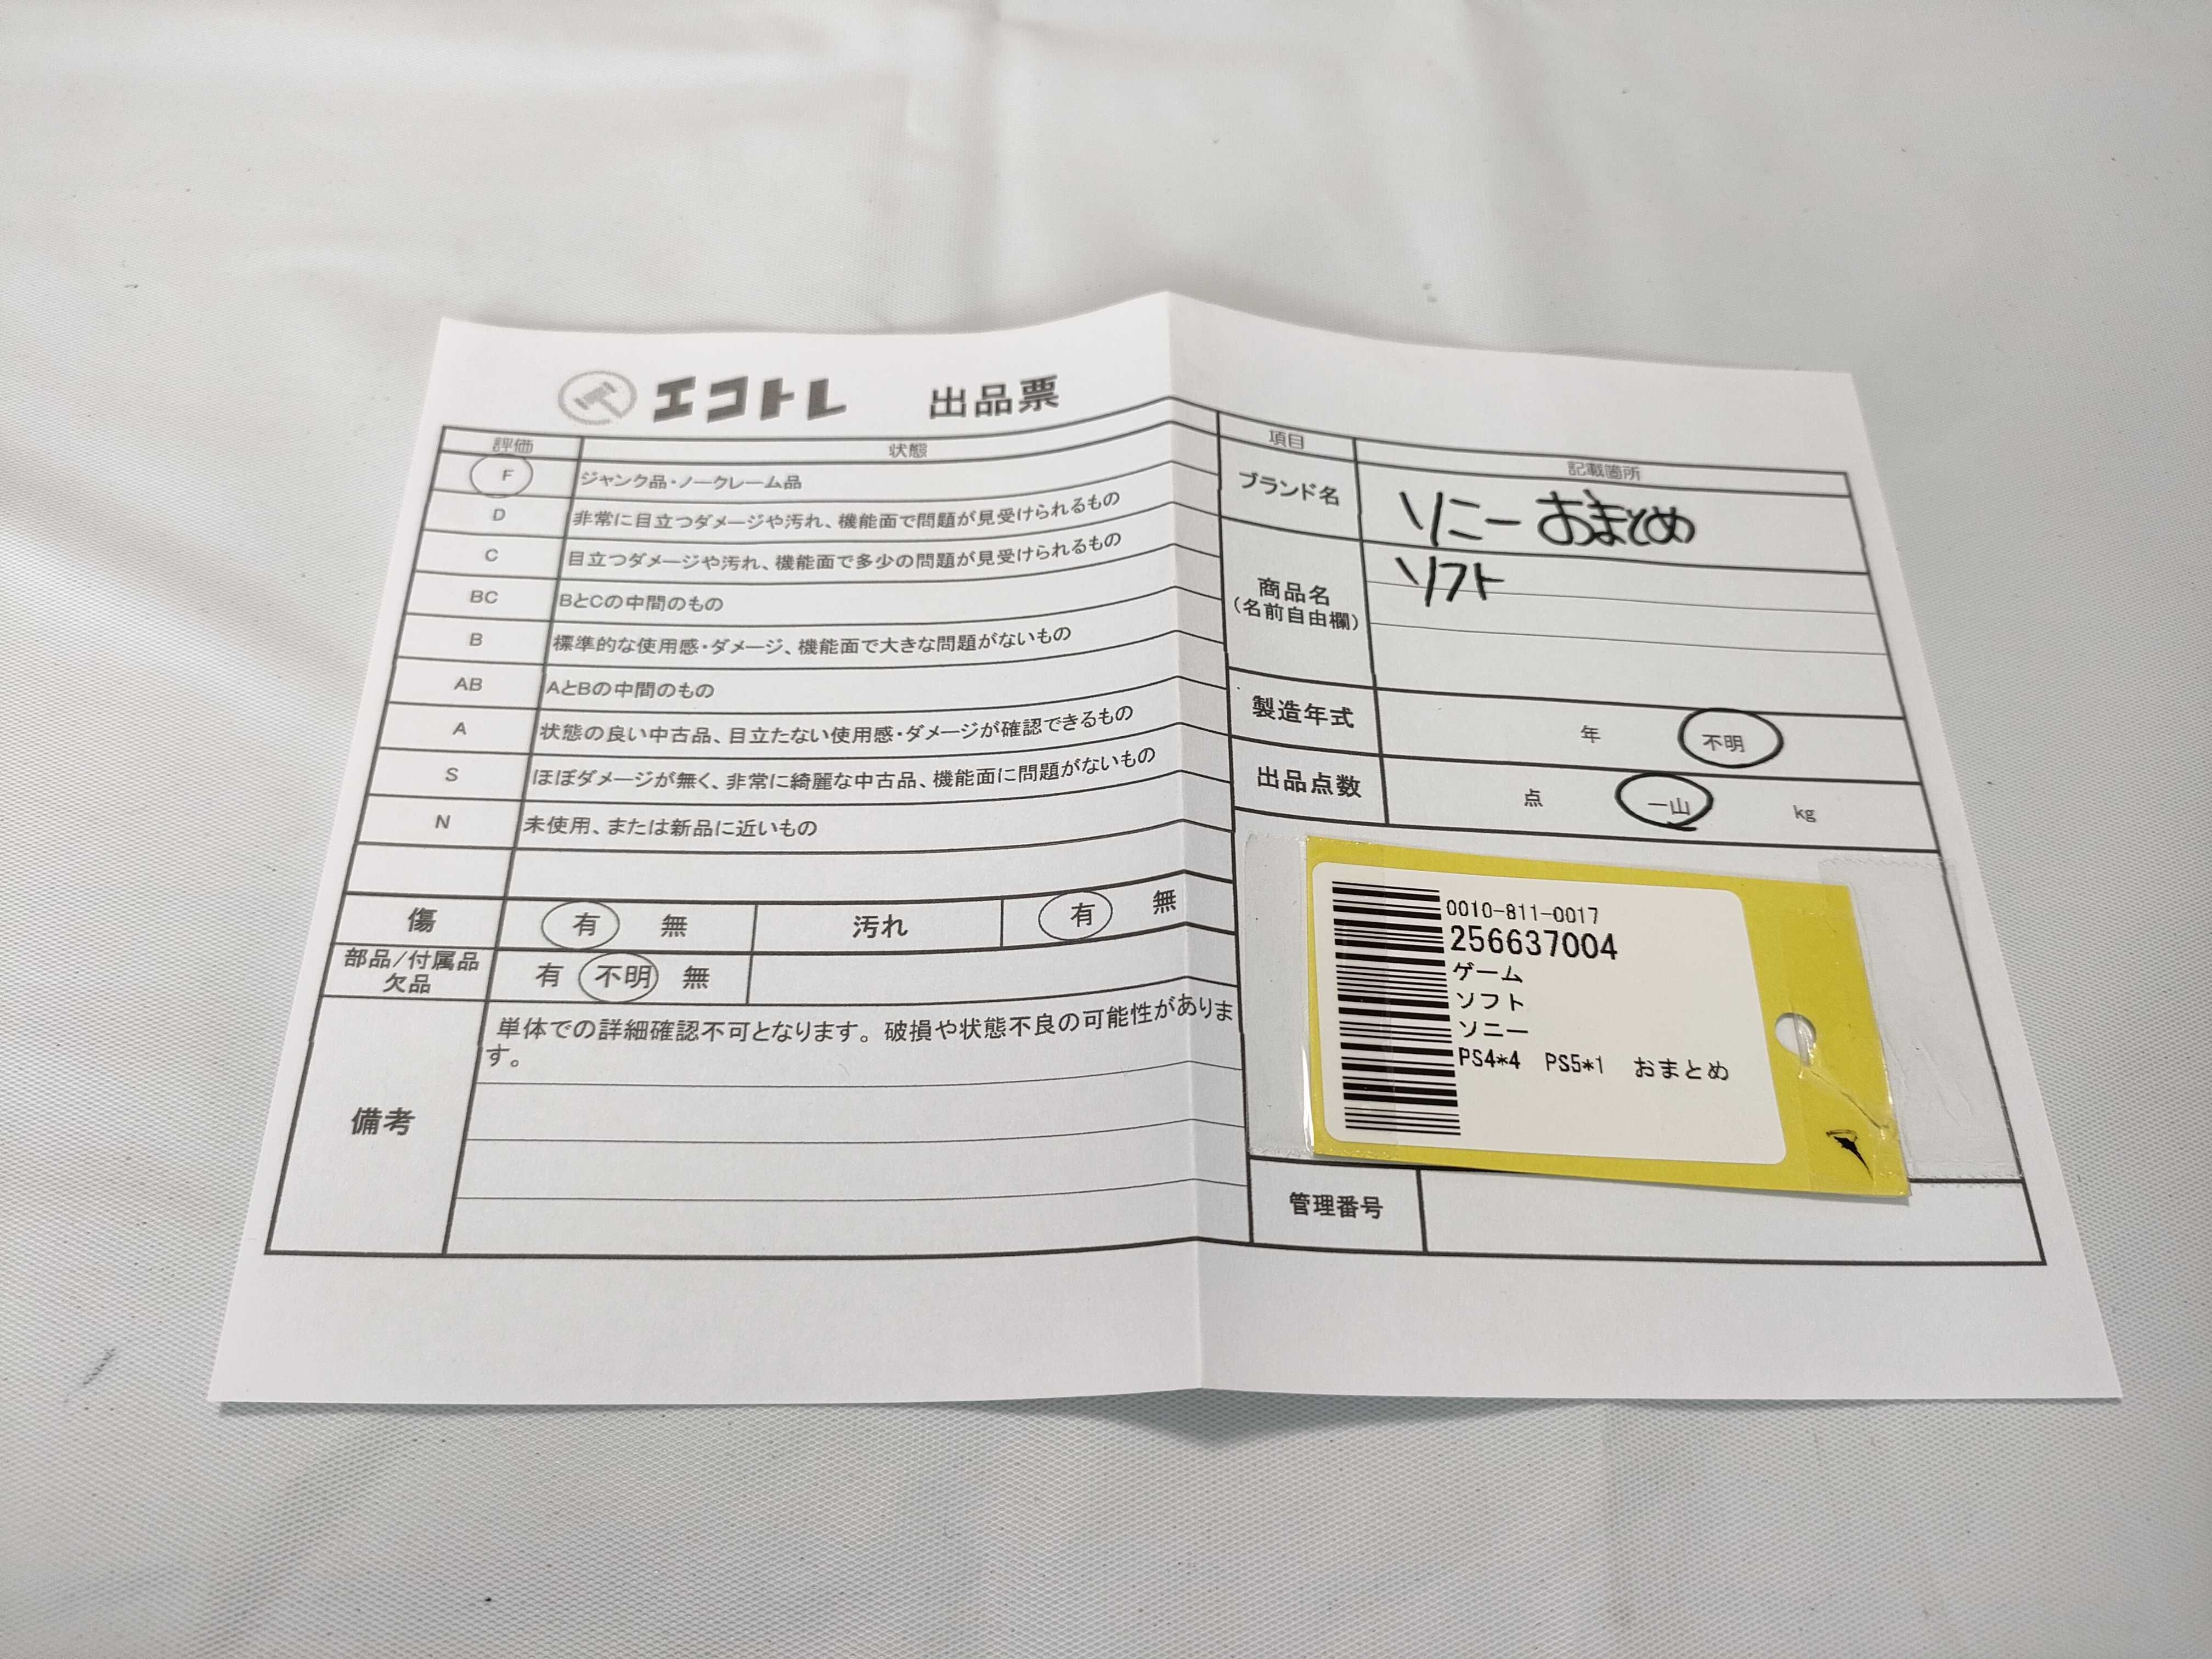 エコトレ 出品票
評価 状態
F ジャンク品・ノークレーム品
D 非常に目立つダメージや汚れ、機能面で問題が見受けられるもの
C 目立つダメージや汚れ、機能面で多少の問題が見受けられるもの
BC BとCの中間のもの
B 標準的な使用感・ダメージ、機能面で大きな問題がないもの
AB AとBの中間のもの
A 状態の良い中古品、目立たない使用感・ダメージが確認できるもの
S ほぼダメージが無く、非常に綺麗な中古品、機能面に問題がないもの
N 未使用、または新品に近いもの
傷 有 無 汚れ 有 無
部品/付属品
欠品
有 不明 無
備考
単体での詳細確認不可となります。破損や状態不良の可能性がありま
す。
項目 記載箇所
ブランド名 ソニー おまとめ
商品名
(名前自由欄)
ソフト
製造年式 年 不明
出品点数 点 一山 kg
0010-811-0017
256637004
ゲーム
ソフト
ソニー
PS4*4 PS5*1 おまとめ
管理番号